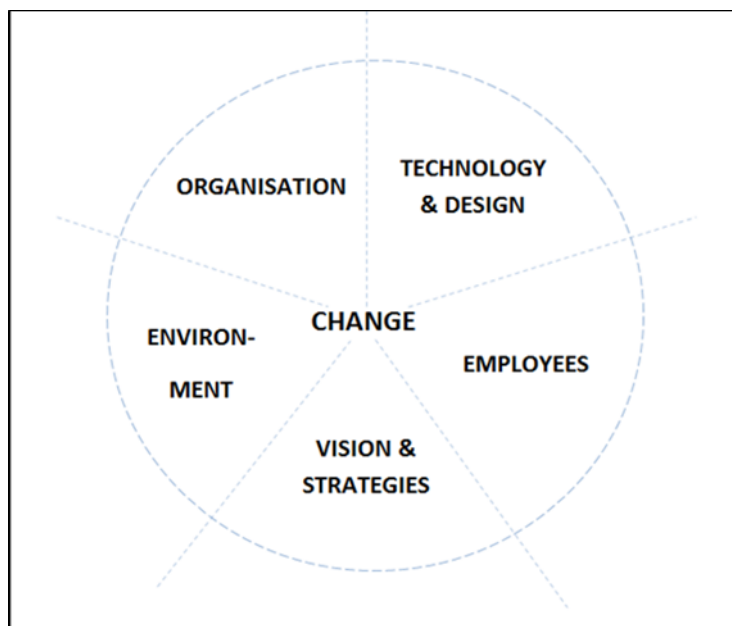 ORGANISATION
TECHNOLOGY
& DESIGN
CHANGE
ENVIRON-
MENT
EMPLOYEES
VISION &
STRATEGIES